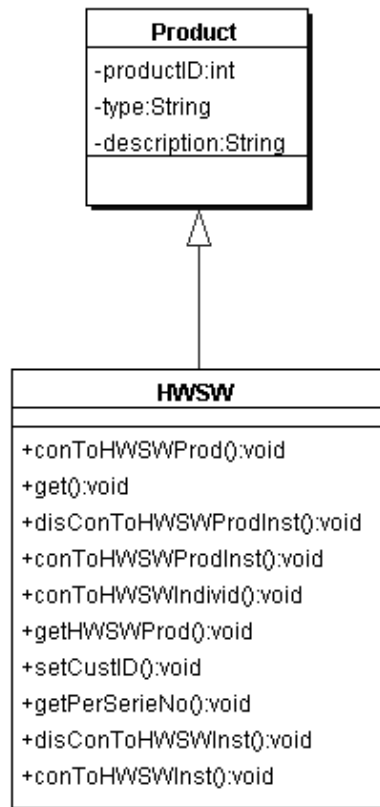 Product
-productID:int
-type:String
-description:String
HWSW
+conToHWSWProd():void
+get():void
+disConToHWSWProdInst():void
+conToHWSWProdInst():void
+conToHWSWIndivid():void
+getHWSWProd():void
+setCustID():void
+getPerSerieNo():void
+disConToHWSWInst():void
+conToHWSWInst():void